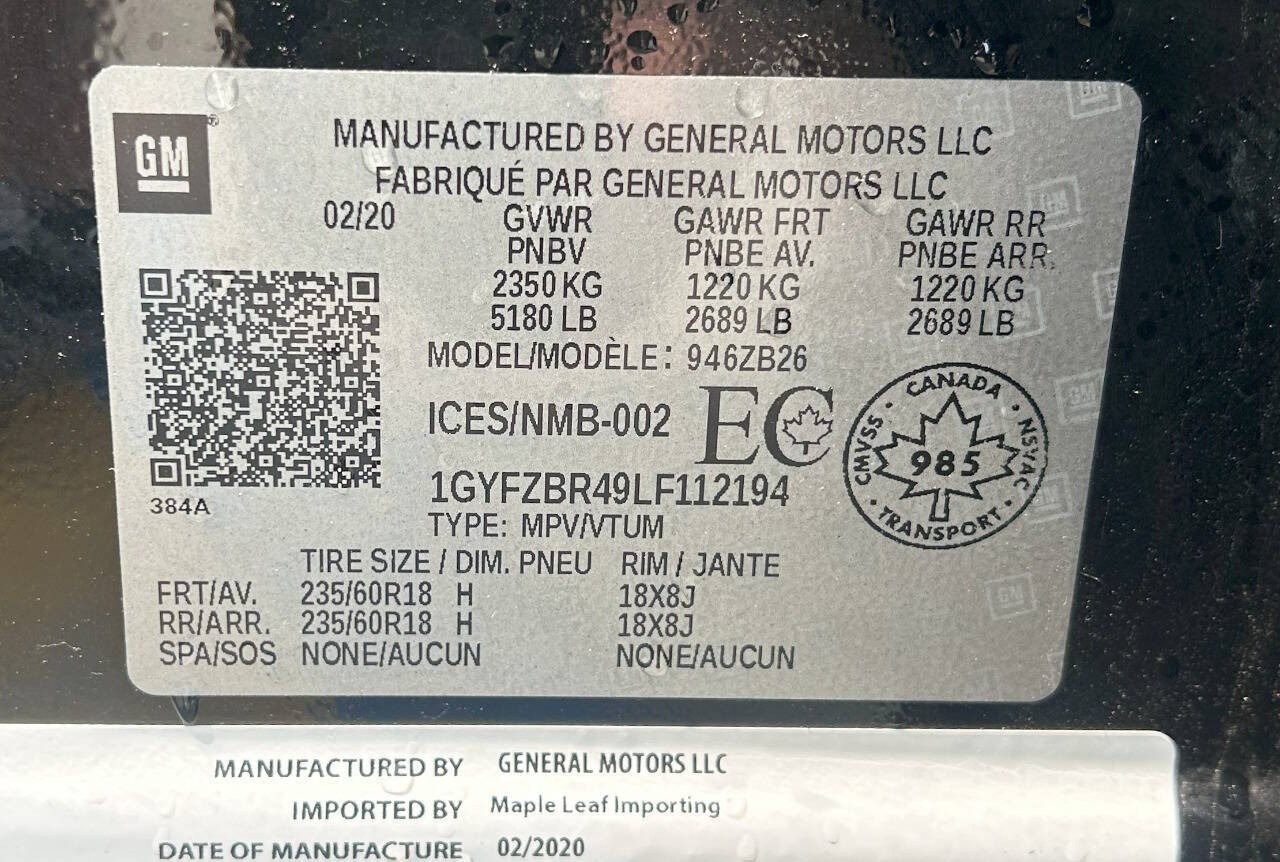 GM®
MANUFACTURED BY GENERAL MOTORS LLC
FABRIQUÉ PAR GENERAL MOTORS LLC
02/20 GVWR GAWR FRT GAWR RR
PNBV PNBE AV. PNBE ARR.
2350 KG 1220 KG 1220 KG
5180 LB 2689 LB 2689 LB
MODEL/MODÈLE: 946ZB26
ICES/NMB-002 EC
CANADA · NSVAC · TRANSPORT · CMVSS ·
985
1GYFZBR49LF112194
384A
TYPE: MPV/VTUM
TIRE SIZE / DIM. PNEU RIM / JANTE
FRT/AV. 235/60R18 H 18X8J
RR/ARR. 235/60R18 H 18X8J
SPA/SOS NONE/AUCUN NONE/AUCUN
MANUFACTURED BY GENERAL MOTORS LLC
IMPORTED BY Maple Leaf Importing
DATE OF MANUFACTURE 02/2020